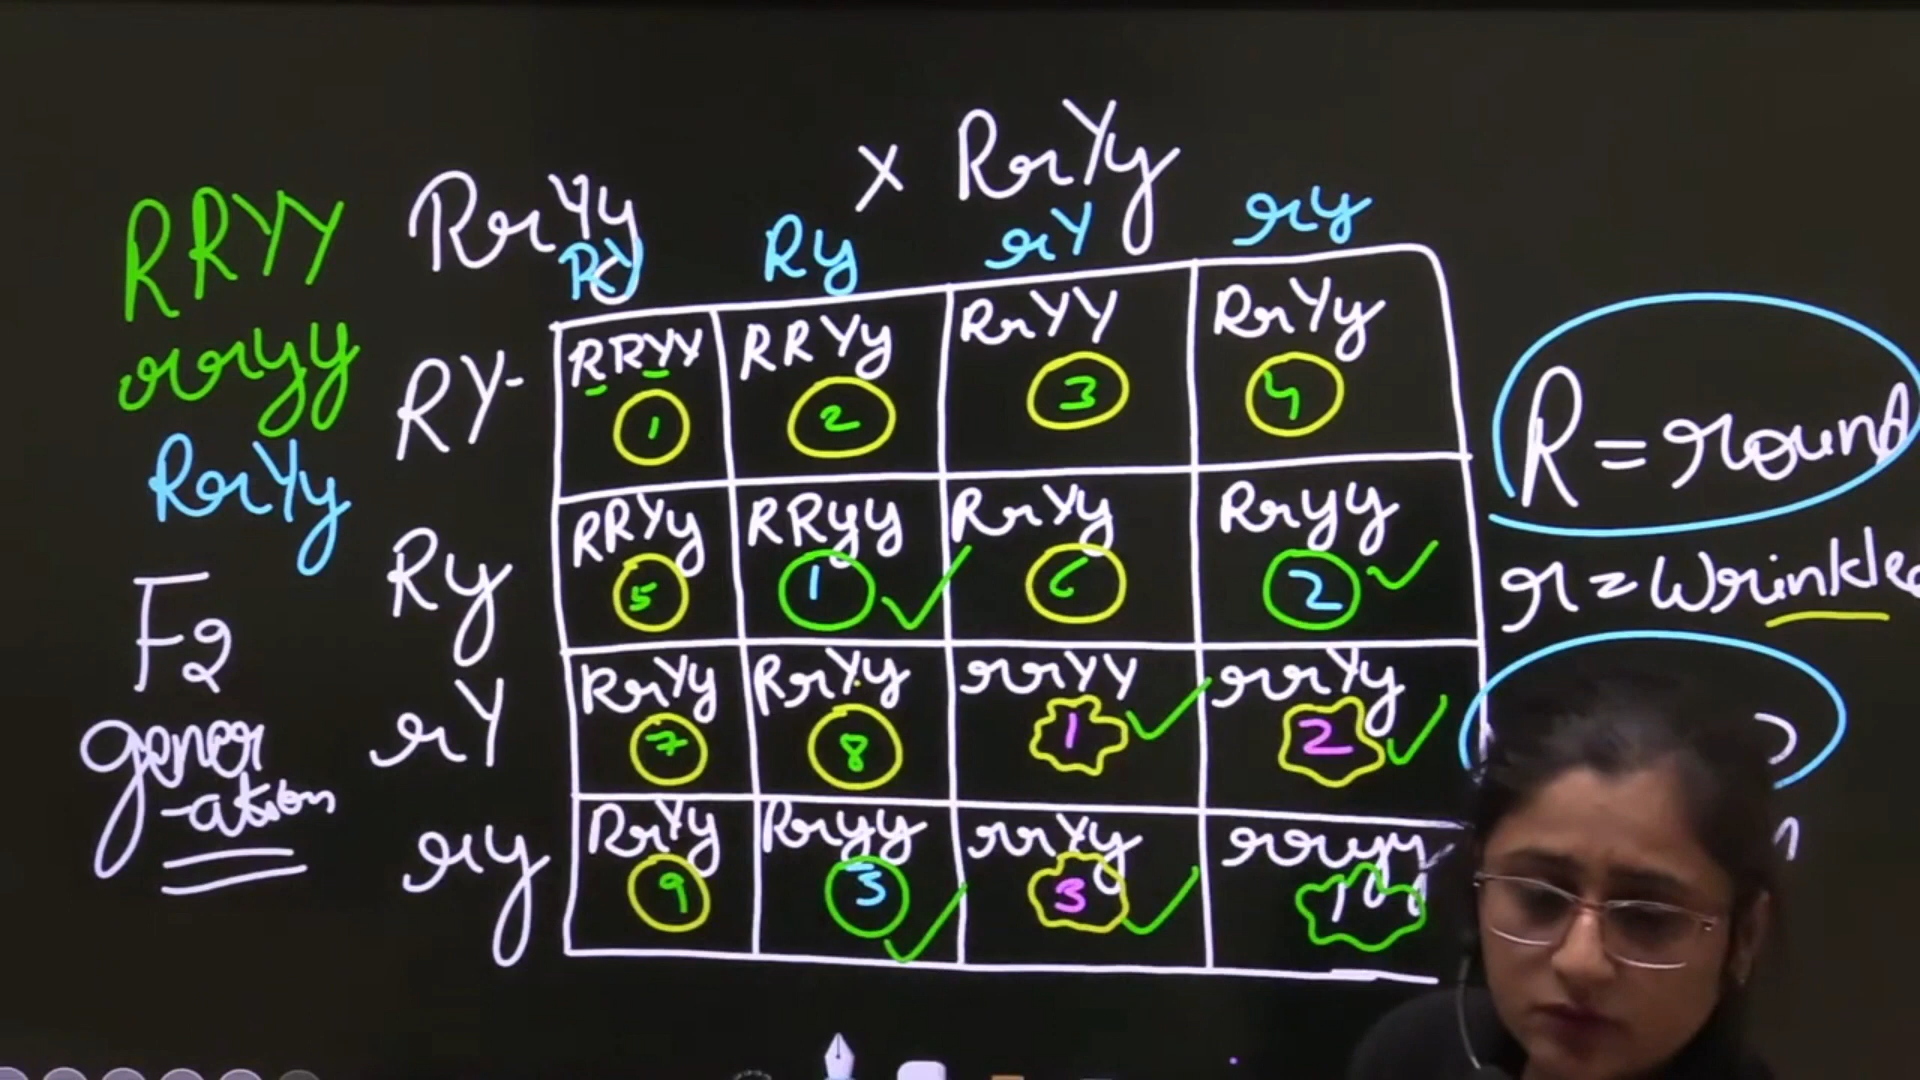 RRYY
rryy
RrYy
F2
gener
-ation
RrYy x RrYy
RY Ry rY ry
RY- RRYY RRYy RrYY RrYy
1 2 3 4
Ry RRYy RRyy RrYy Rryy
5 1 6 2
rY RrYy RrYy rrYY rrYy
7 8 1 2
ry RrYy Rryy rrYy rryy
9 3 3 1
R = round
r = wrinkled